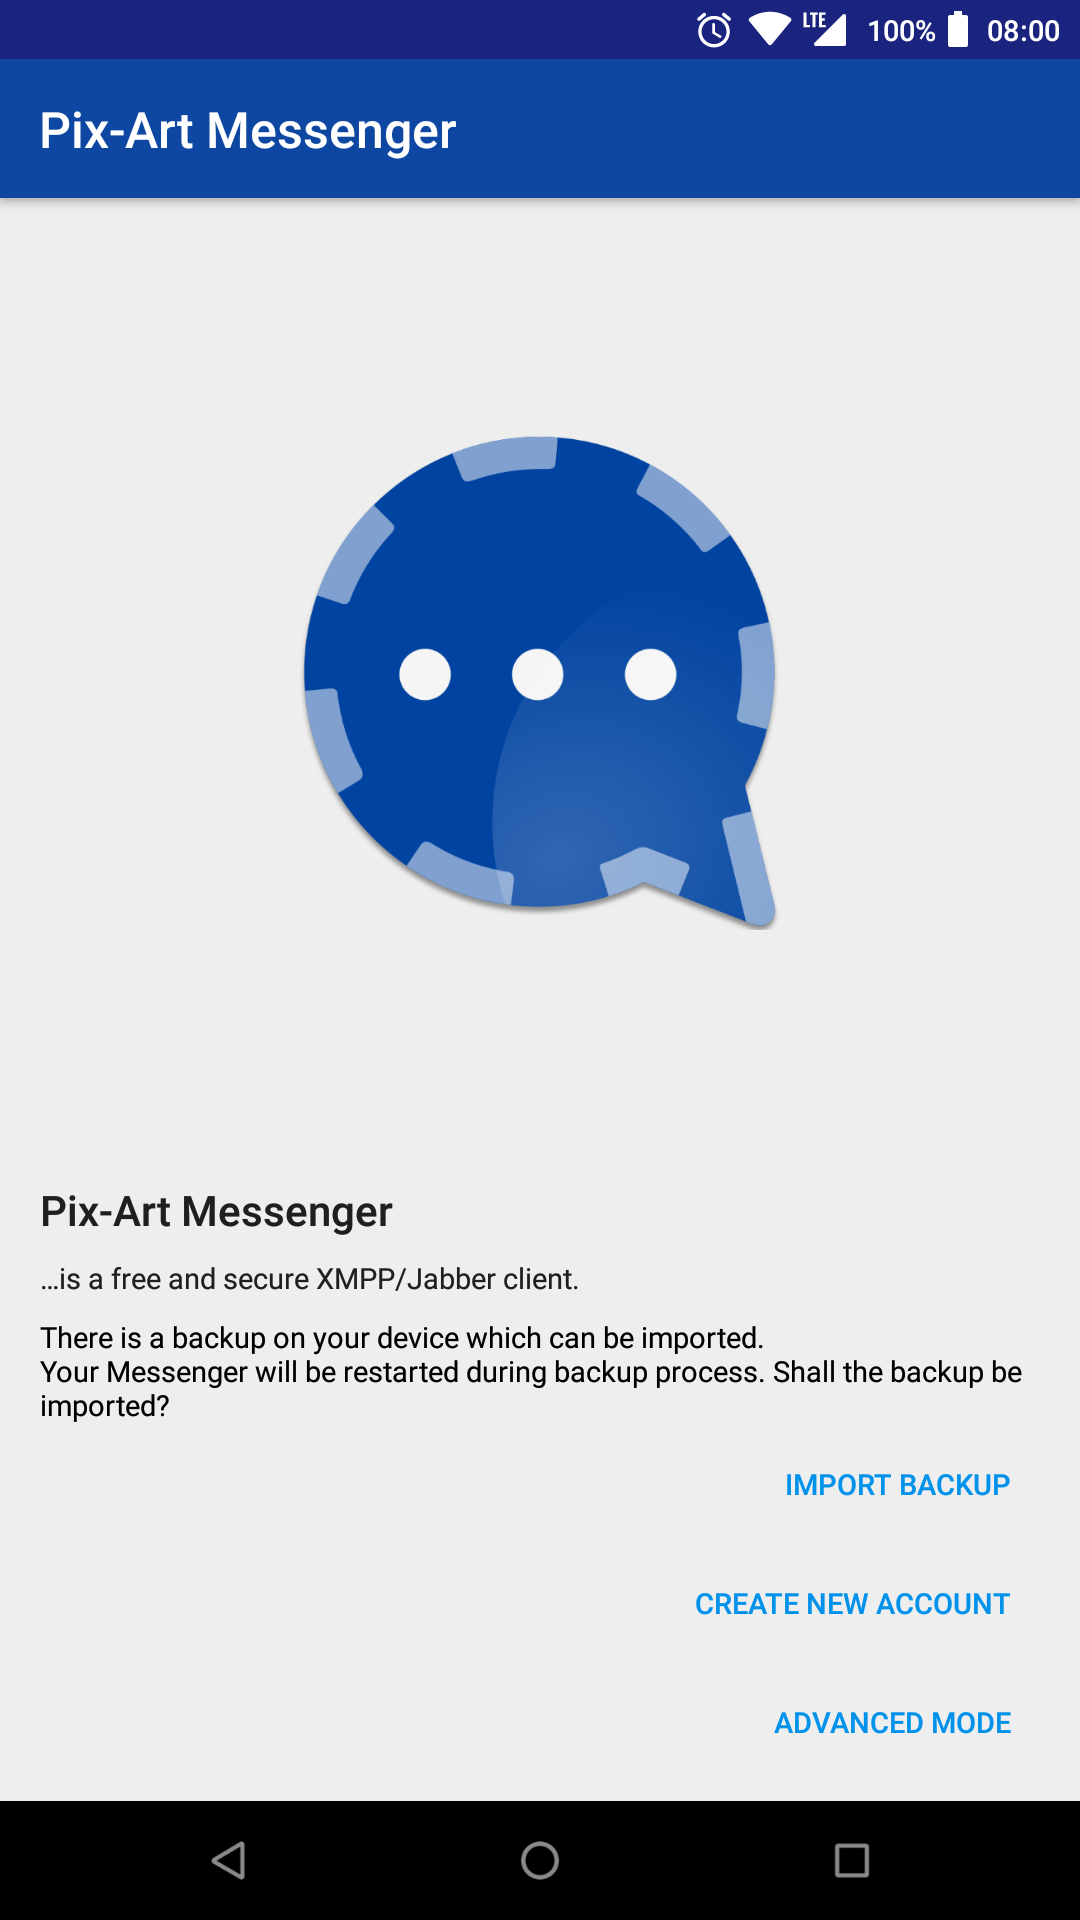 LTE 100% 08:00
Pix-Art Messenger
Pix-Art Messenger
…is a free and secure XMPP/Jabber client.
There is a backup on your device which can be imported.
Your Messenger will be restarted during backup process. Shall the backup be
imported?
IMPORT BACKUP
CREATE NEW ACCOUNT
ADVANCED MODE